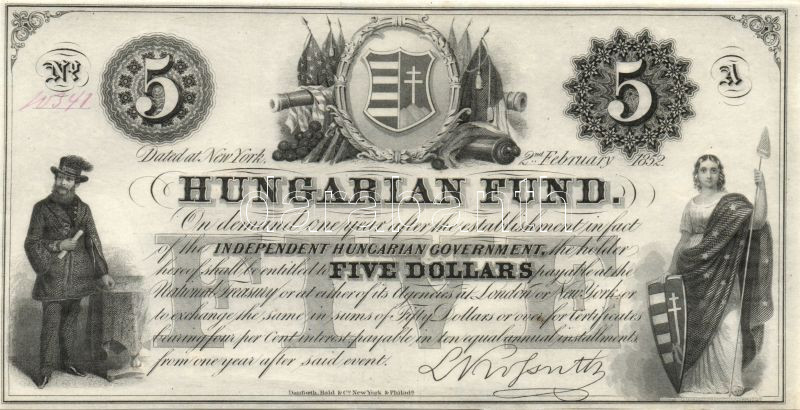 No
5
5
A
Dated at New York. 2nd February 1852
HUNGARIAN FUND.
On demand, one year after the establishment in fact
of the INDEPENDENT HUNGARIAN GOVERNMENT, the holder
hereof shall be entitled to FIVE DOLLARS payable at the
National Treasury or at either of its Agencies at London or New York; or
to exchange the same in sums of Fifty Dollars or over, for Certificates
bearing four per Cent interest, payable in ten equal annual installments
from one year after said event.
FIVE
Danforth, Bald & Co. New York & Philada.